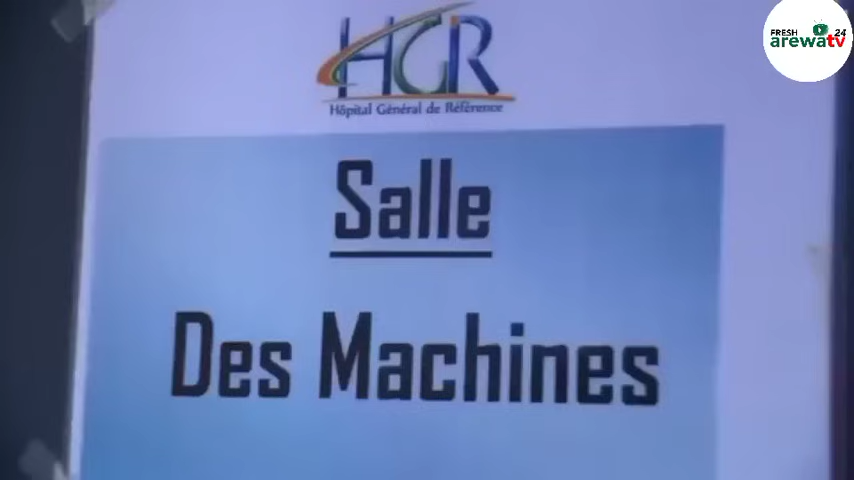 HGR
Hôpital Général de Référence
Salle
Des Machines
FRESH 24
arewatv